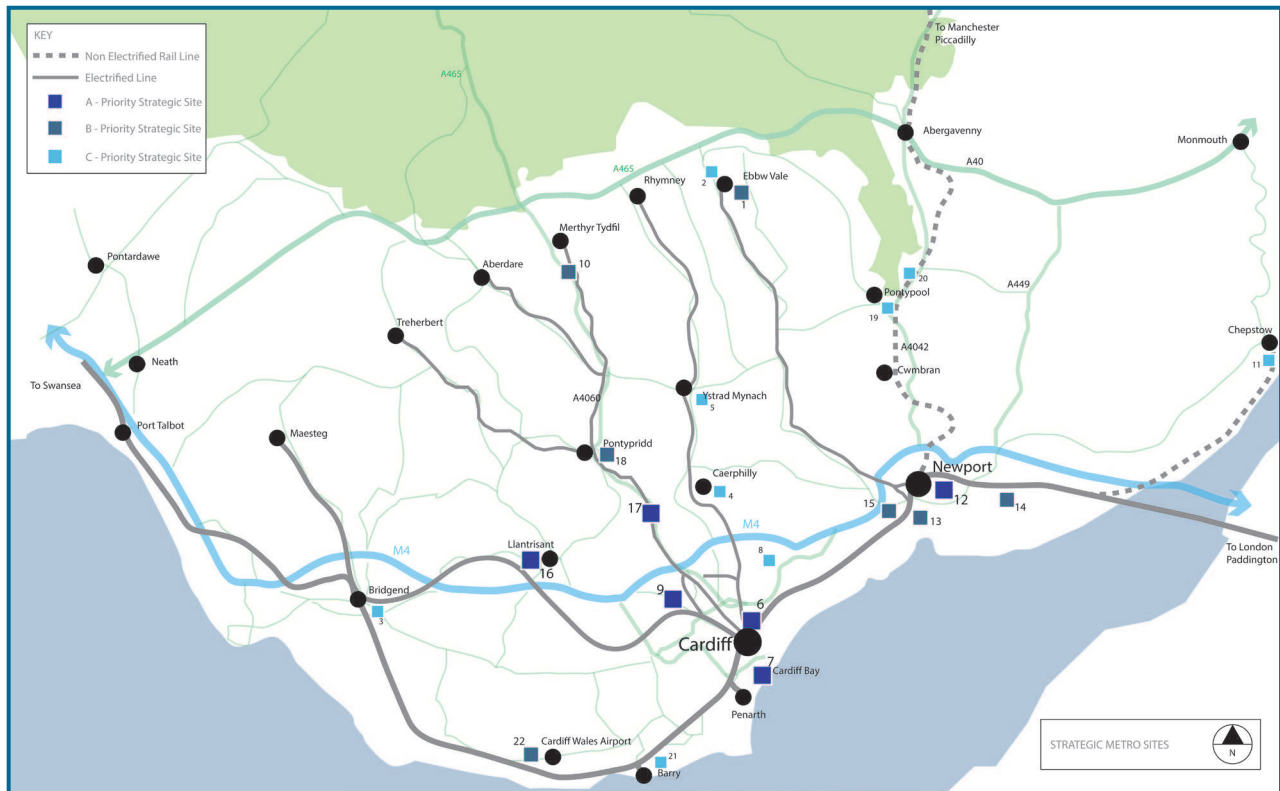 KEY
Non Electrified Rail Line
Electrified Line
A - Priority Strategic Site
B - Priority Strategic Site
C - Priority Strategic Site
To Manchester
Piccadilly
A465
Abergavenny
Monmouth
A40
A465
Rhymney
2
Ebbw Vale
1
Merthyr Tydfil
10
Pontardawe
Aberdare
20
Pontypool
19
A449
Treherbert
Chepstow
11
A4042
Cwmbran
Neath
To Swansea
A4060
Ystrad Mynach
5
Port Talbot
Maesteg
Pontypridd
18
Newport
Caerphilly
4
12
14
15
13
17
M4
M4
Llantrisant
16
8
To London
Paddington
Bridgend
3
9
6
Cardiff
7
Cardiff Bay
Penarth
22
Cardiff Wales Airport
21
Barry
STRATEGIC METRO SITES
N